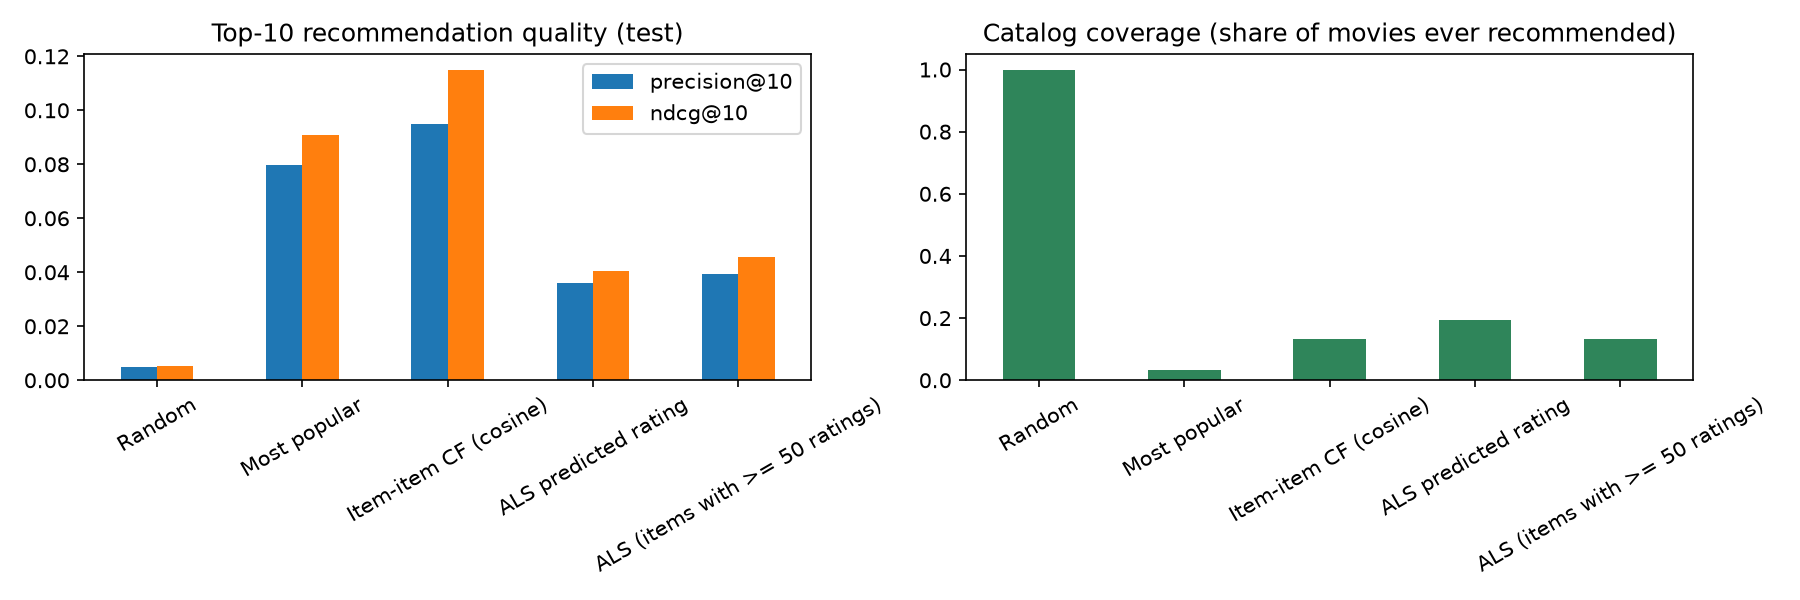 Top-10 recommendation quality (test)
0.12
0.10
0.08
0.06
0.04
0.02
0.00
precision@10
ndcg@10
Random
Most popular
Item-item CF (cosine)
ALS predicted rating
ALS (items with >= 50 ratings)
Catalog coverage (share of movies ever recommended)
1.0
0.8
0.6
0.4
0.2
0.0
Random
Most popular
Item-item CF (cosine)
ALS predicted rating
ALS (items with >= 50 ratings)